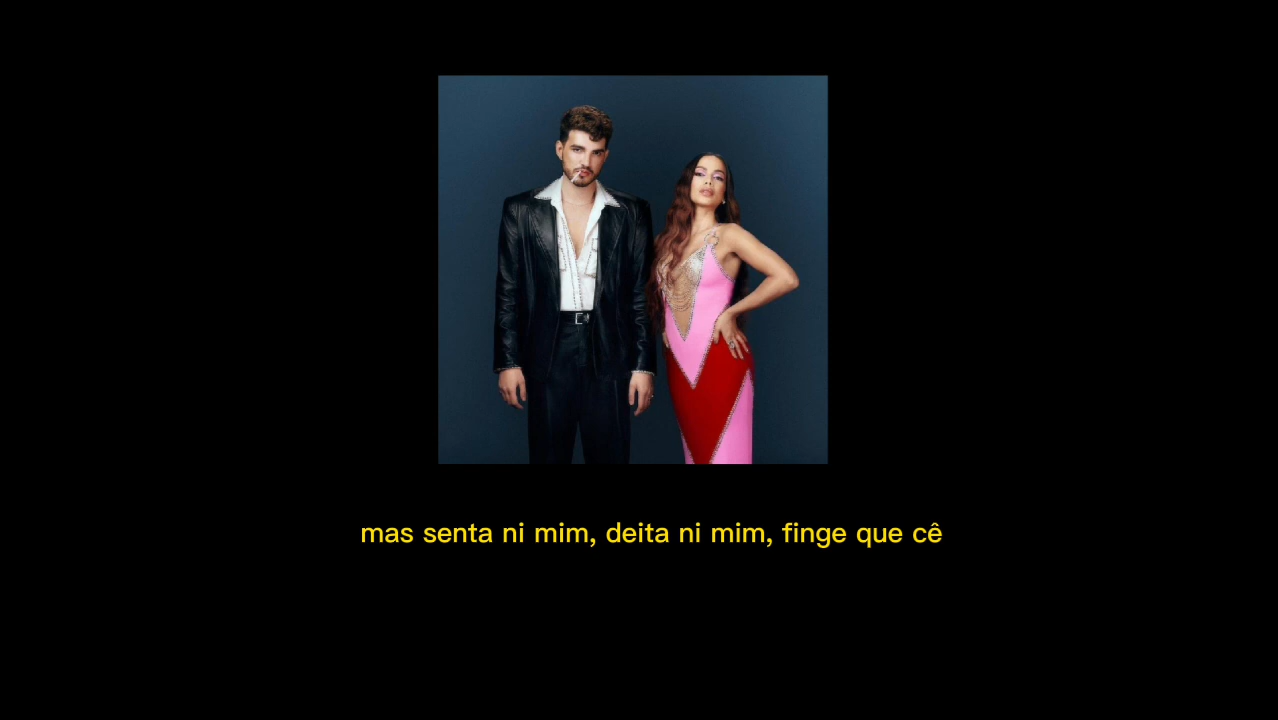 mas senta ni mim, deita ni mim, finge que cê